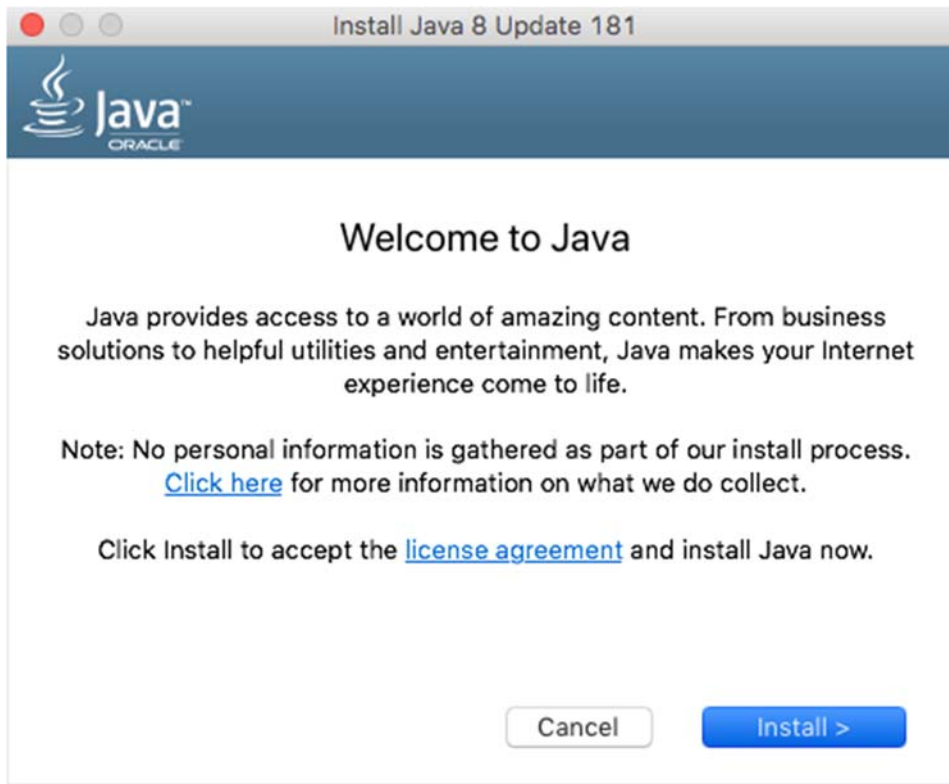 Install Java 8 Update 181
Java™
ORACLE
Welcome to Java
Java provides access to a world of amazing content. From business
solutions to helpful utilities and entertainment, Java makes your Internet
experience come to life.
Note: No personal information is gathered as part of our install process.
Click here for more information on what we do collect.
Click Install to accept the license agreement and install Java now.
Cancel
Install >